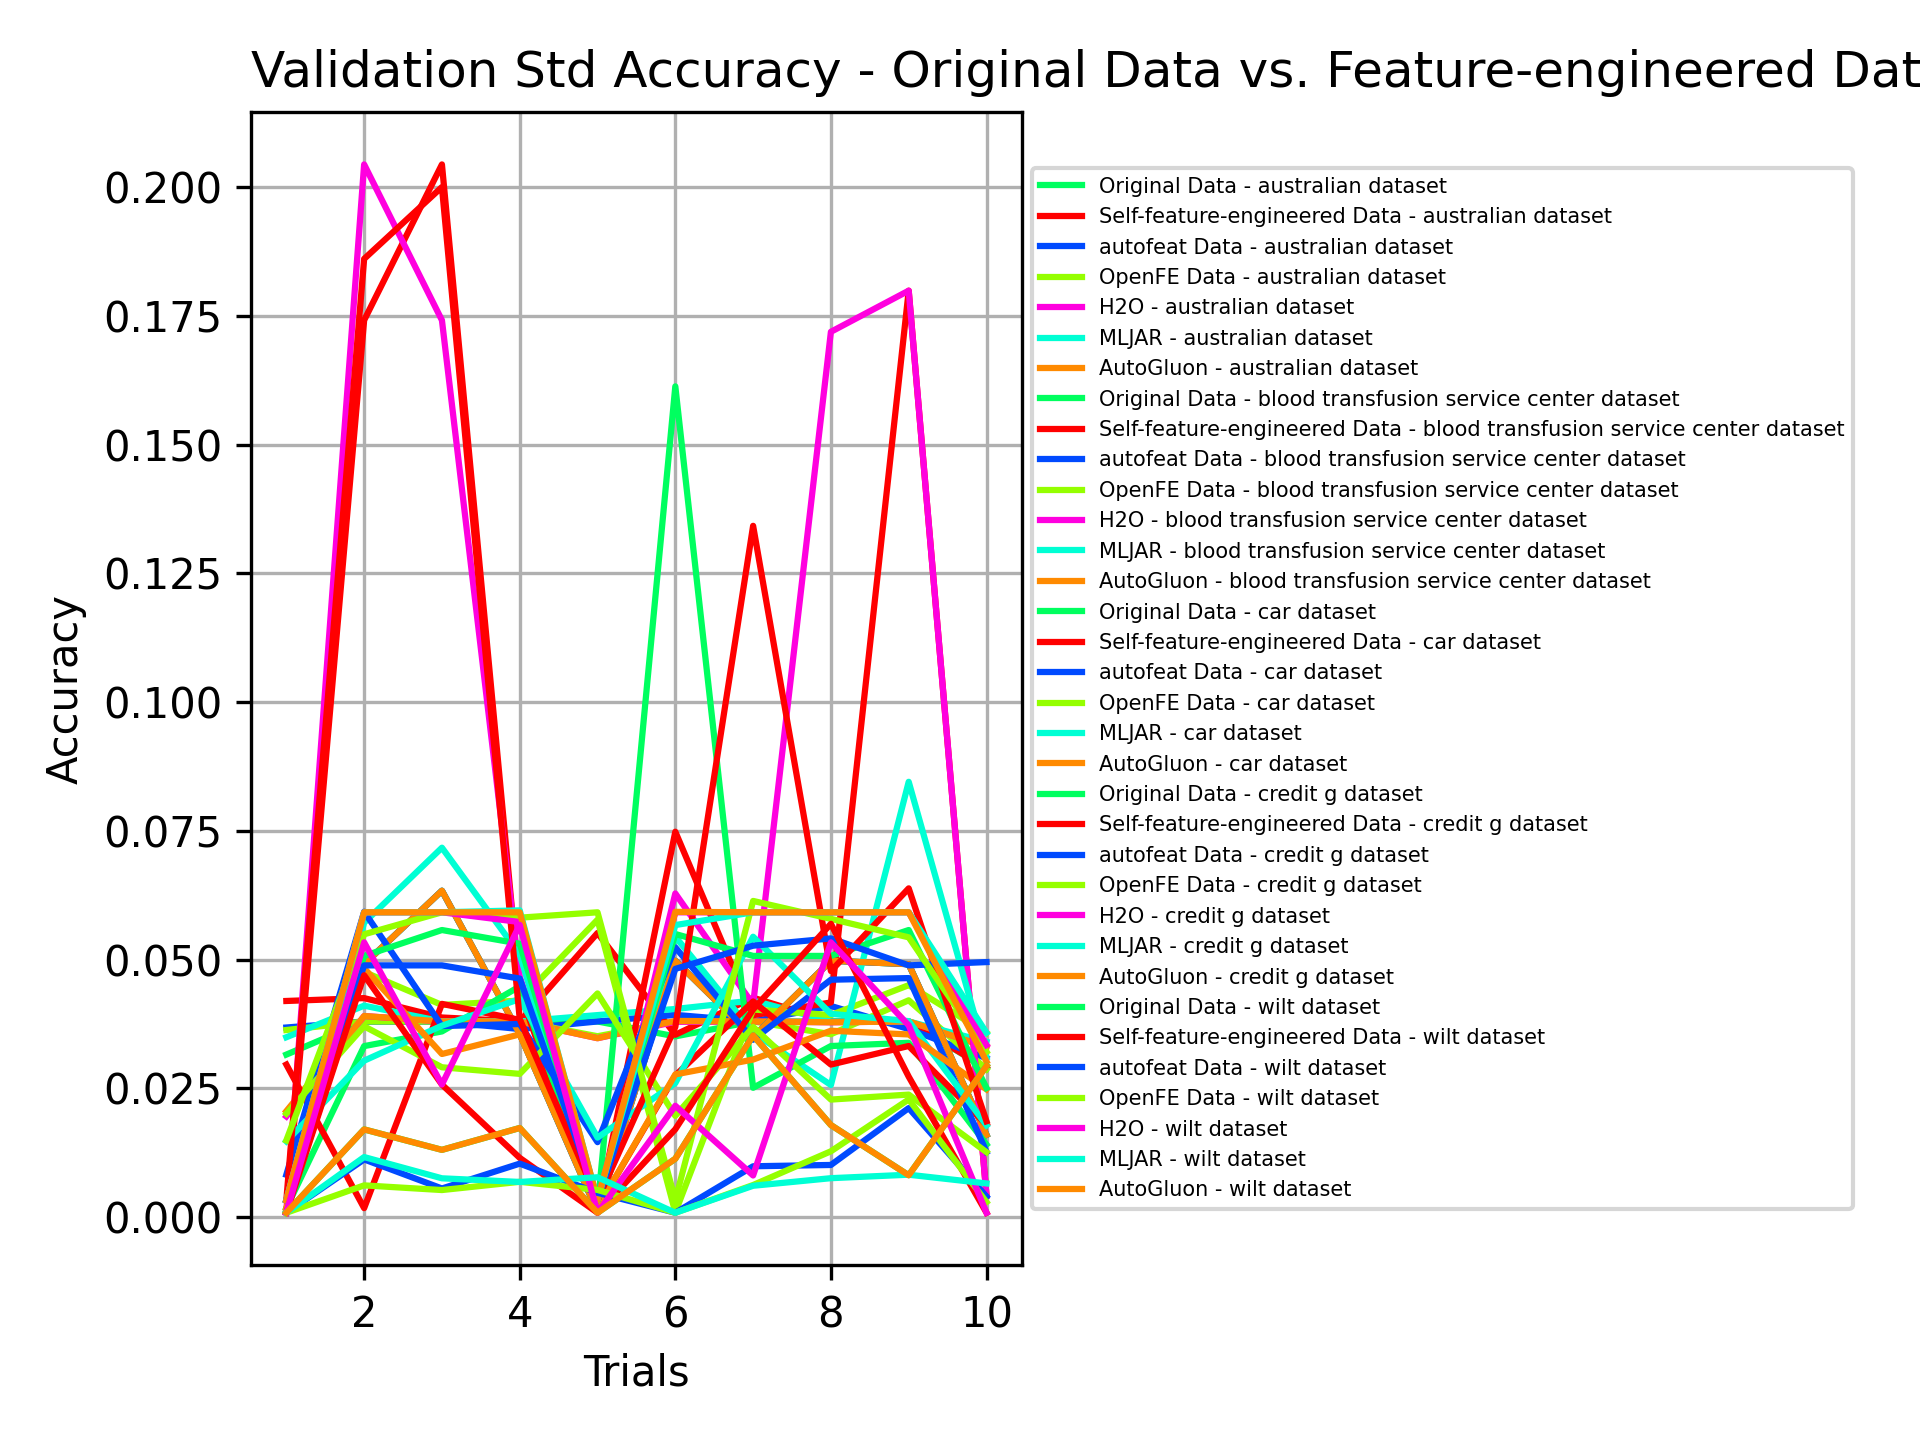 Validation Std Accuracy - Original Data vs. Feature-engineered Dat
0.200
0.175
0.150
0.125
0.100
0.075
0.050
0.025
0.000
Accuracy
2 4 6 8 10
Trials
Original Data - australian dataset
Self-feature-engineered Data - australian dataset
autofeat Data - australian dataset
OpenFE Data - australian dataset
H2O - australian dataset
MLJAR - australian dataset
AutoGluon - australian dataset
Original Data - blood transfusion service center dataset
Self-feature-engineered Data - blood transfusion service center dataset
autofeat Data - blood transfusion service center dataset
OpenFE Data - blood transfusion service center dataset
H2O - blood transfusion service center dataset
MLJAR - blood transfusion service center dataset
AutoGluon - blood transfusion service center dataset
Original Data - car dataset
Self-feature-engineered Data - car dataset
autofeat Data - car dataset
OpenFE Data - car dataset
MLJAR - car dataset
AutoGluon - car dataset
Original Data - credit g dataset
Self-feature-engineered Data - credit g dataset
autofeat Data - credit g dataset
OpenFE Data - credit g dataset
H2O - credit g dataset
MLJAR - credit g dataset
AutoGluon - credit g dataset
Original Data - wilt dataset
Self-feature-engineered Data - wilt dataset
autofeat Data - wilt dataset
OpenFE Data - wilt dataset
H2O - wilt dataset
MLJAR - wilt dataset
AutoGluon - wilt dataset